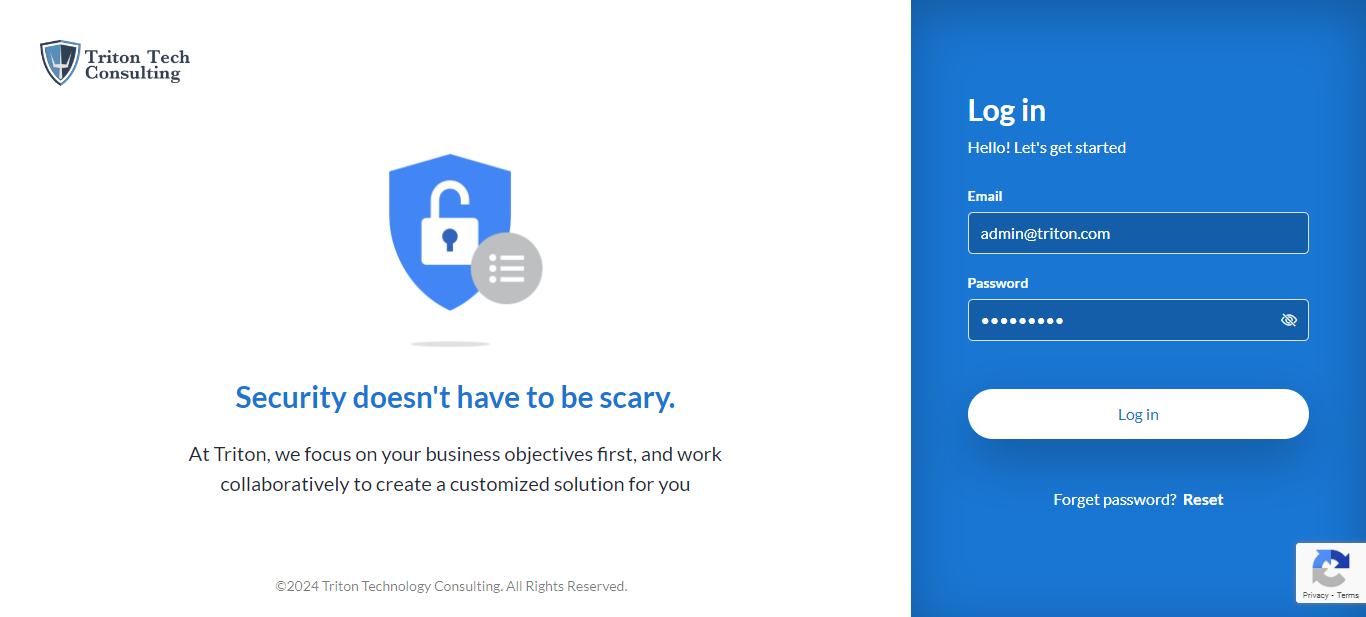 Triton Tech
Consulting
Security doesn't have to be scary.
At Triton, we focus on your business objectives first, and work
collaboratively to create a customized solution for you
©2024 Triton Technology Consulting. All Rights Reserved.
Log in
Hello! Let's get started
Email
admin@triton.com
Password
•••••••••
Log in
Forget password? Reset
Privacy - Terms